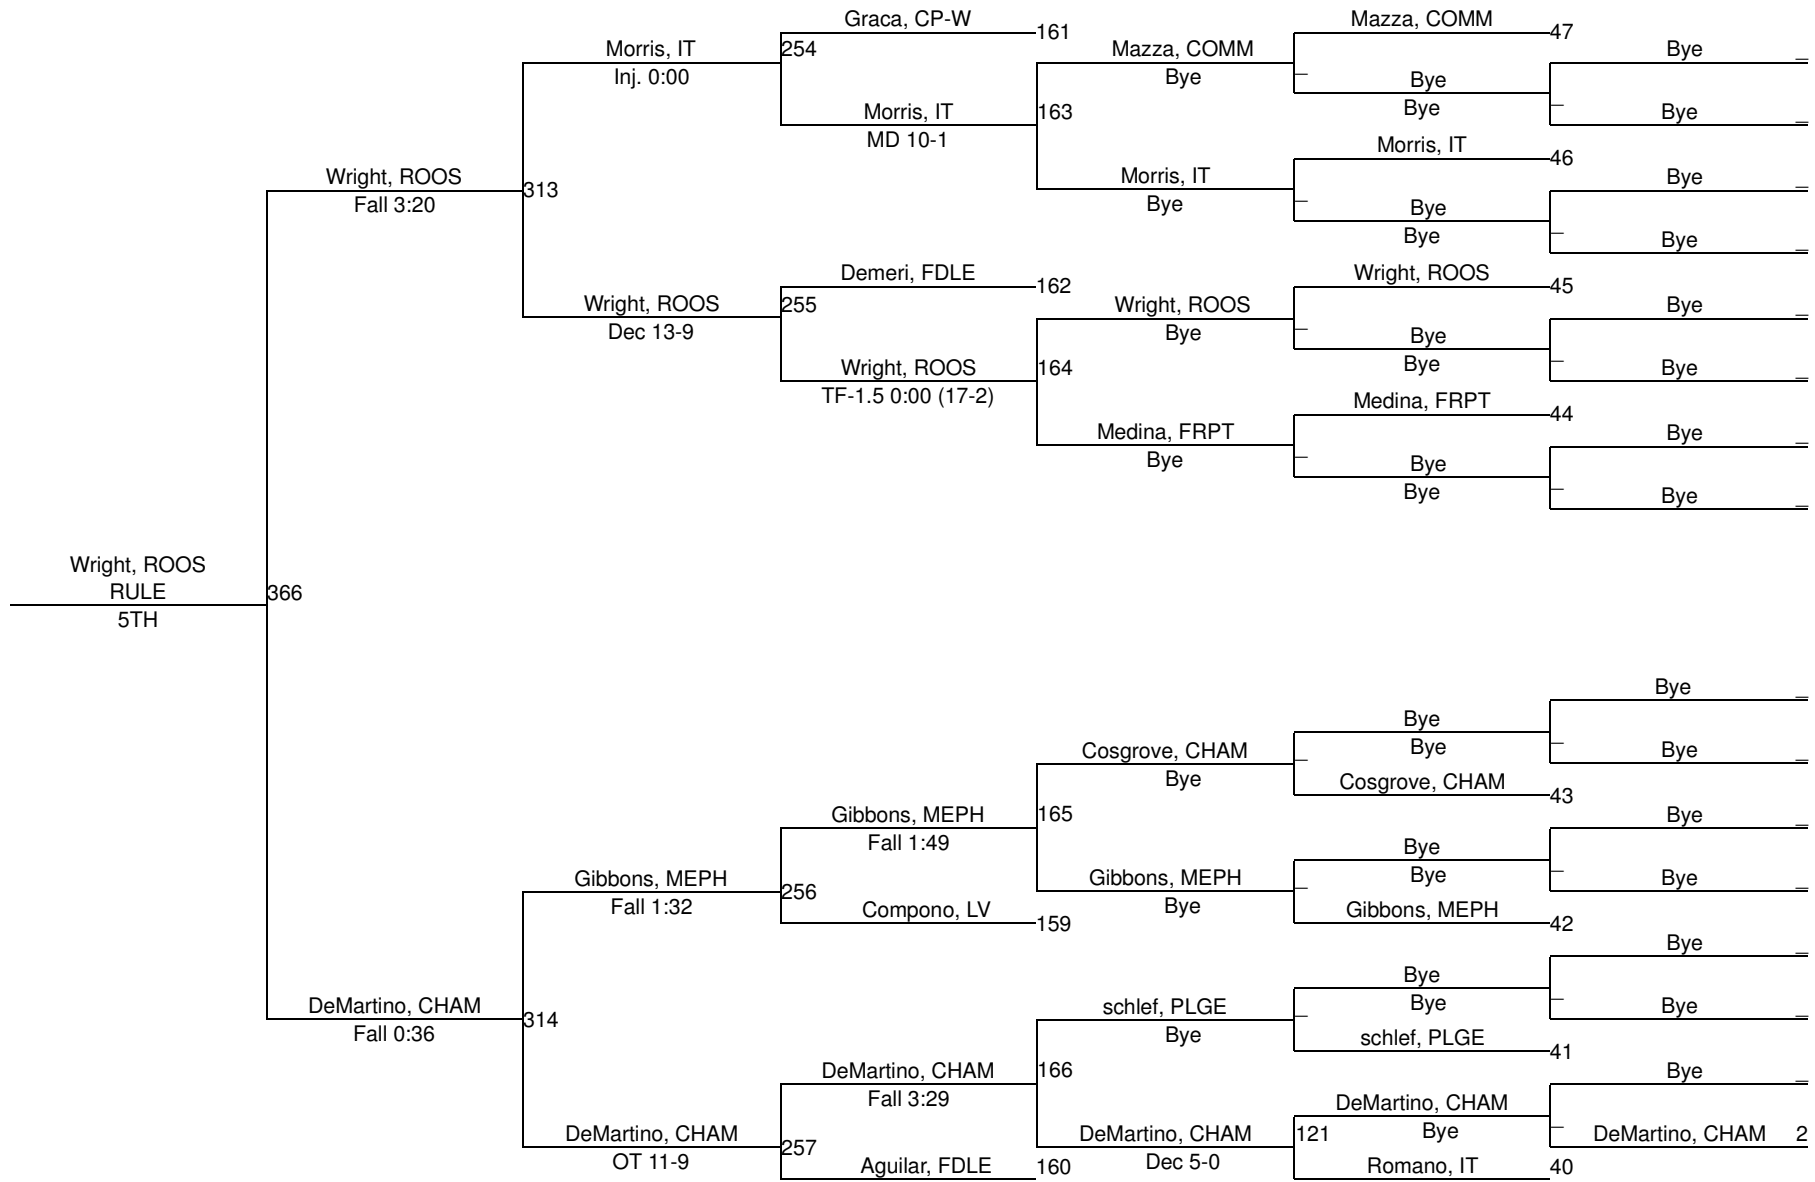 Graca, CP-W
161
Mazza, COMM
47
Morris, IT
254
Mazza, COMM
Bye
Inj. 0:00
Bye
_
Bye
_
Bye
Morris, IT
163
Bye
_
Bye
_
MD 10-1
Morris, IT
46
Wright, ROOS
313
Morris, IT
Bye
_
Fall 3:20
Bye
_
Bye
_
Bye
Bye
_
_
Demeri, FDLE
162
Wright, ROOS
45
Wright, ROOS
255
Wright, ROOS
Bye
_
Dec 13-9
Bye
_
Bye
_
Bye
Wright, ROOS
164
Bye
_
_
TF-1.5 0:00 (17-2)
Medina, FRPT
44
Medina, FRPT
Bye
_
Bye
_
Bye
Bye
Bye
_
_
Wright, ROOS
RULE
366
5TH
Bye
_
Bye
Cosgrove, CHAM
Bye
_
Bye
_
Bye
_
Cosgrove, CHAM
43
Gibbons, MEPH
165
Bye
_
Fall 1:49
Bye
Gibbons, MEPH
Gibbons, MEPH
Bye
_
Bye
_
Fall 1:32
256
Bye
_
Compono, LV
159
Gibbons, MEPH
42
Bye
_
Bye
DeMartino, CHAM
314
schlef, PLGE
Bye
_
Bye
_
Fall 0:36
Bye
_
schlef, PLGE
41
DeMartino, CHAM
166
Bye
_
Fall 3:29
DeMartino, CHAM
DeMartino, CHAM
257
DeMartino, CHAM
121
Bye
_
DeMartino, CHAM
2
OT 11-9
Aguilar, FDLE
160
Dec 5-0
Romano, IT
40